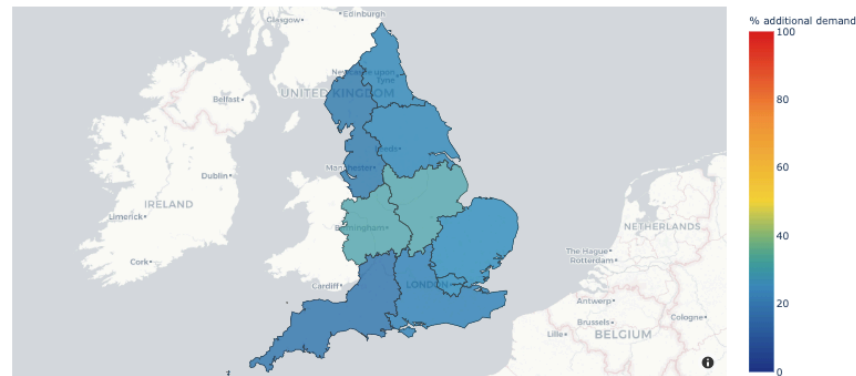 % additional demand
100
80
60
40
20
0
Glasgow
Edinburgh
Newcastle upon
Tyne
UNITED KINGDOM
Belfast
Leeds
Manchester
Dublin
IRELAND
Limerick
Birmingham
NETHERLANDS
The Hague
Rotterdam
Cork
Cardiff
LONDON
Antwerp
Brussels
Cologne
Lille
BELGIUM